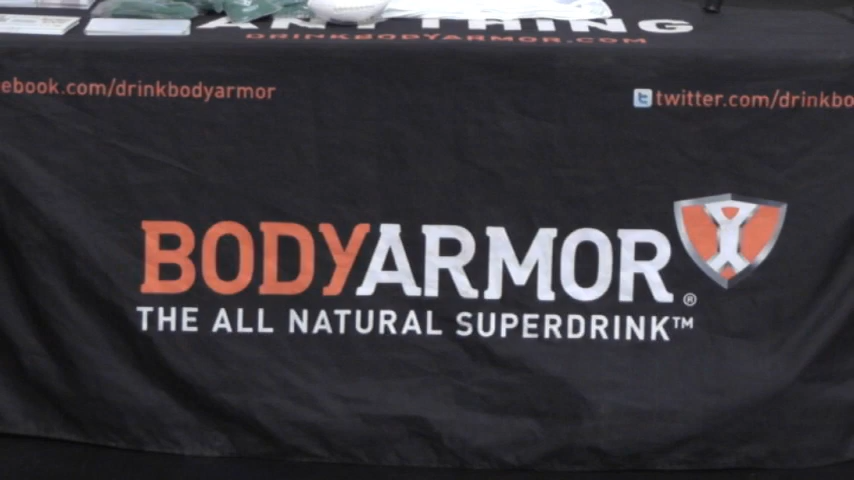 ANYTHING
DRINKBODYARMOR.COM
ebook.com/drinkbodyarmor
twitter.com/drinkbo
BODYARMOR®
THE ALL NATURAL SUPERDRINK™